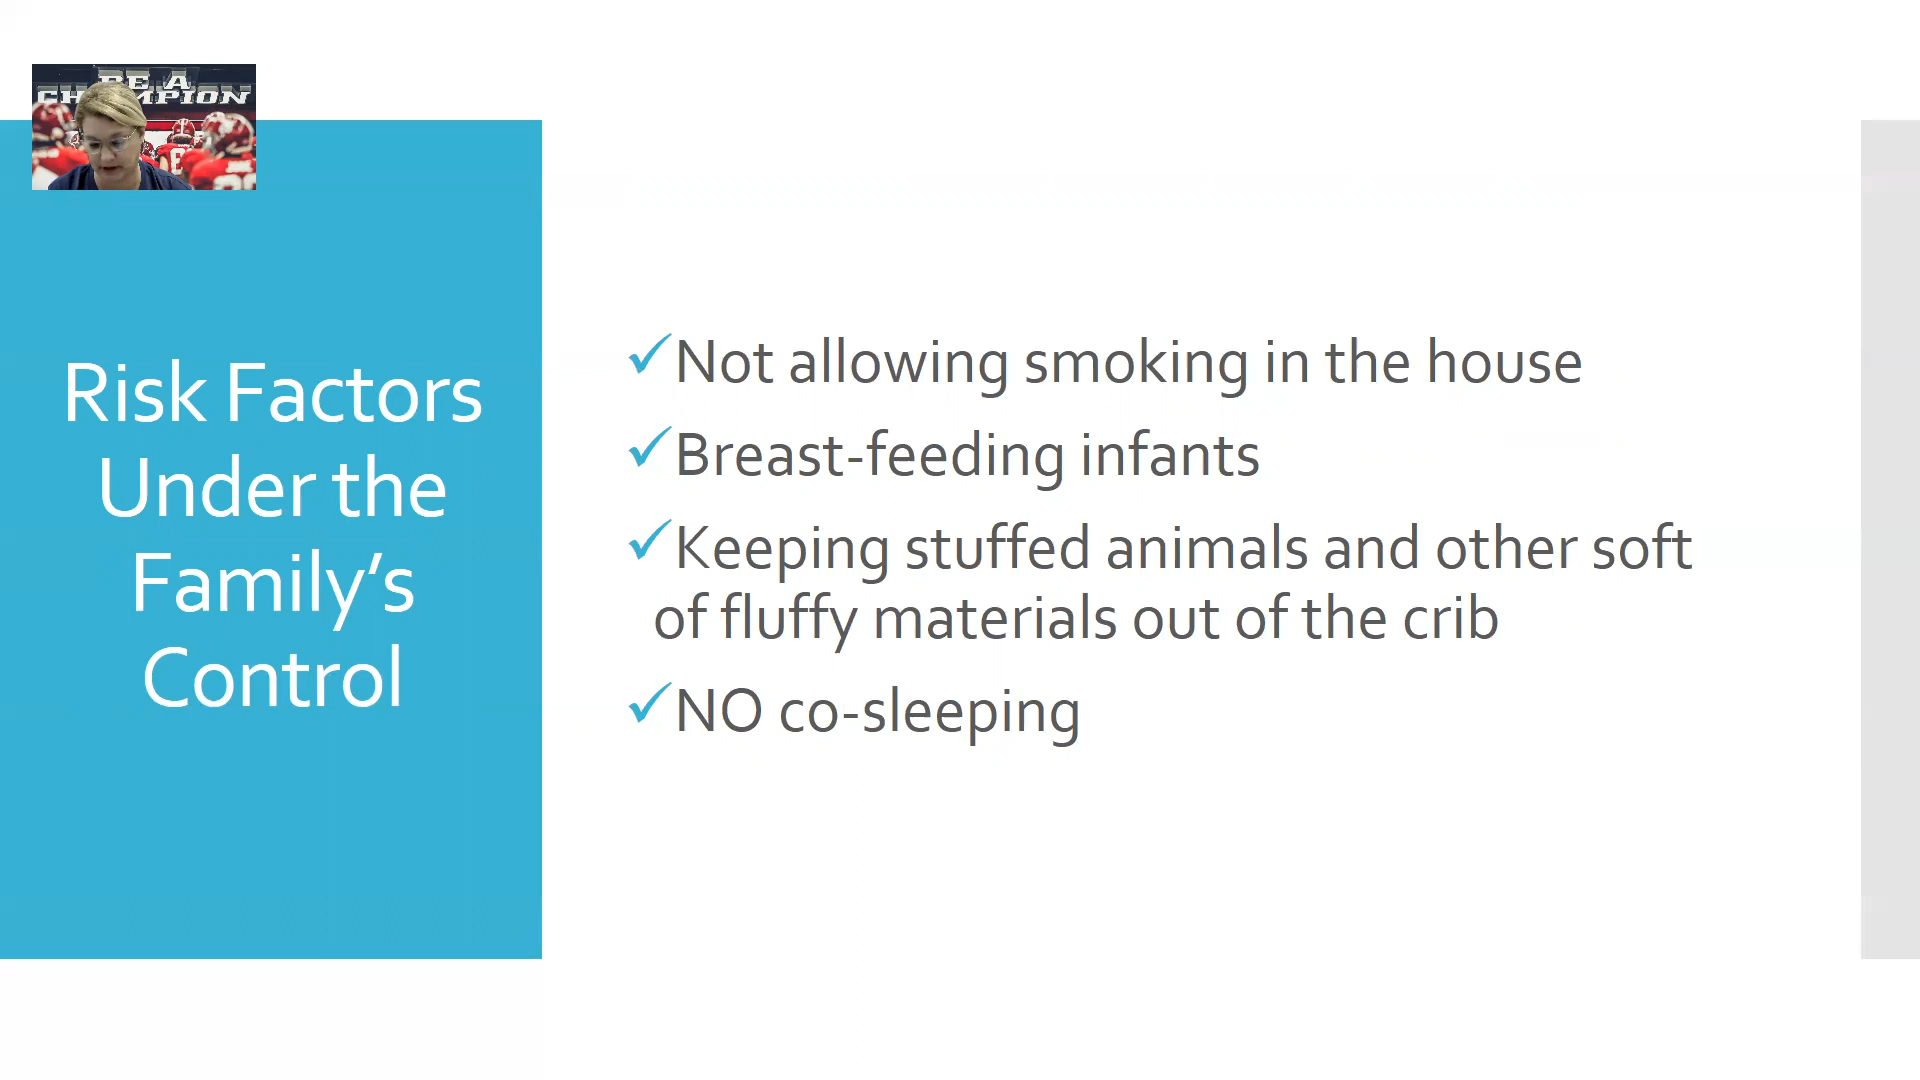 BE A
CHAMPION
Risk Factors
Under the
Family’s
Control
Not allowing smoking in the house
Breast-feeding infants
Keeping stuffed animals and other soft
of fluffy materials out of the crib
NO co-sleeping